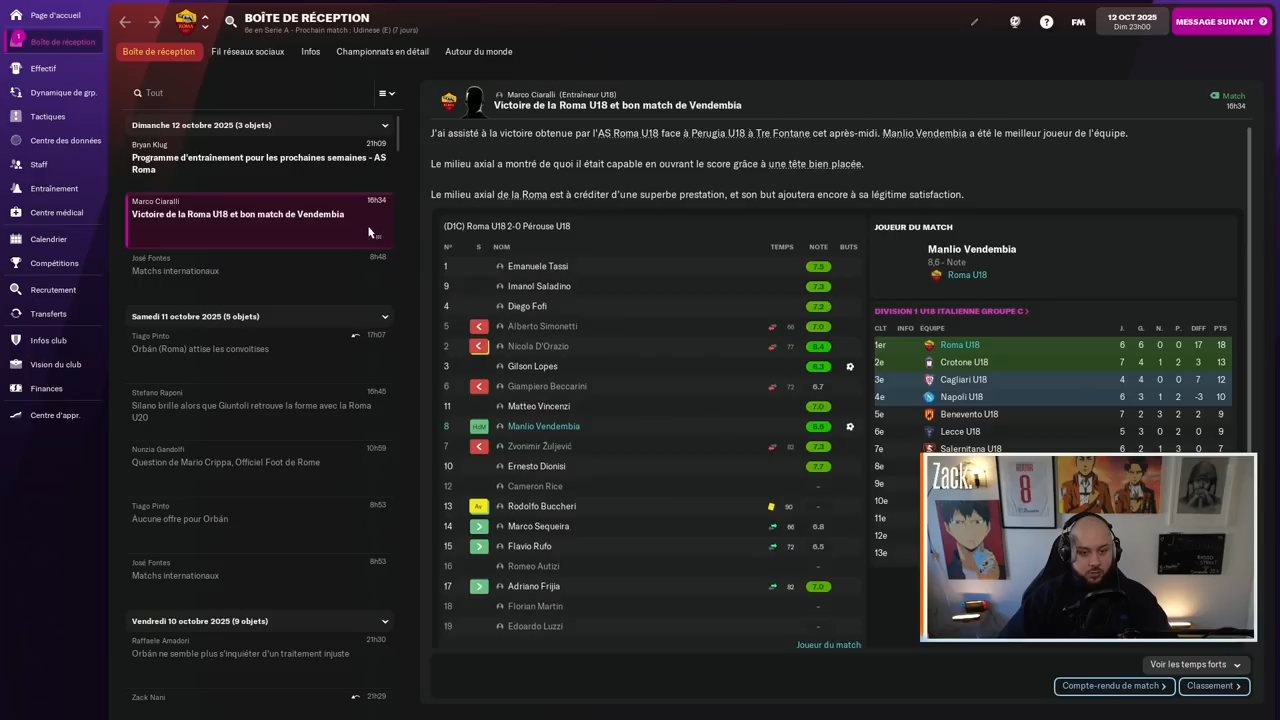 Page d'accueil
1
Boîte de réception
Effectif
Dynamique de grp.
Tactiques
Centre des données
Staff
Entraînement
Centre médical
Calendrier
Compétitions
Recrutement
Transferts
Infos club
Vision du club
Finances
Centre d'appr.
BOÎTE DE RÉCEPTION
6e en Serie A - Prochain match : Udinese (E) (7 jours)
FM
12 OCT 2025
Dim 23h00
MESSAGE SUIVANT
Boîte de réception
Fil réseaux sociaux
Infos
Championnats en détail
Autour du monde
Tout
Dimanche 12 octobre 2025 (3 objets)
Bryan Klug 21h09
Programme d'entraînement pour les prochaines semaines - AS
Roma
Marco Ciaralli 16h34
Victoire de la Roma U18 et bon match de Vendembia
José Fontes 8h48
Matchs internationaux
Samedi 11 octobre 2025 (5 objets)
Tiago Pinto 17h07
Orbán (Roma) attise les convoitises
Stefano Raponi 16h45
Silano brille alors que Giuntoli retrouve la forme avec la Roma
U20
Nunzia Gandolfi 10h59
Question de Mario Crippa, Officiel Foot de Rome
Tiago Pinto 8h53
Aucune offre pour Orbán
José Fontes 8h53
Matchs internationaux
Vendredi 10 octobre 2025 (9 objets)
Raffaele Amadori 21h30
Orbán ne semble plus s'inquiéter d'un traitement injuste
Zack Nani 21h29
Marco Ciaralli (Entraîneur U18)
Victoire de la Roma U18 et bon match de Vendembia
Match
16h34
J'ai assisté à la victoire obtenue par l'AS Roma U18 face à Perugia U18 à Tre Fontane cet après-midi. Manlio Vendembia a été le meilleur joueur de l'équipe.
Le milieu axial a montré de quoi il était capable en ouvrant le score grâce à une tête bien placée.
Le milieu axial de la Roma est à créditer d'une superbe prestation, et son but ajoutera encore à sa légitime satisfaction.
(D1C) Roma U18 2-0 Pérouse U18
N° S NOM TEMPS NOTE BUTS
1 Emanuele Tassi 7.5
9 Imanol Saladino 7.3
4 Diego Fofi 7.2
5 Alberto Simonetti 66 7.0
2 Nicola D'Orazio 77 8.4
3 Gilson Lopes 8.3
6 Giampiero Beccarini 72 6.7
11 Matteo Vincenzi 7.0
8 HdM Manlio Vendembia 8.6
7 Zvonimir Žuljević 82 7.3
10 Ernesto Dionisi 7.7
12 Cameron Rice -
13 Av Rodolfo Buccheri 90 -
14 Marco Sequeira 66 6.8
15 Flavio Rufo 72 6.5
16 Romeo Autizi -
17 Adriano Frijia 82 7.0
18 Florian Martin -
19 Edoardo Luzzi -
Joueur du match
JOUEUR DU MATCH
Manlio Vendembia
8,6 - Note
Roma U18
DIVISION 1 U18 ITALIENNE GROUPE C >
CLT INFO ÉQUIPE J. G. N. P. DIFF PTS
1er Roma U18 6 6 0 0 17 18
2e Crotone U18 7 4 1 2 3 13
3e Cagliari U18 4 4 0 0 7 12
4e Napoli U18 6 3 1 2 -3 10
5e Benevento U18 7 2 3 2 2 9
6e Lecce U18 5 3 0 2 0 9
7e Salernitana U18 6 2 1 3 0 7
8e
9e
10e
11e
12e
13e
Zack.
8
Voir les temps forts
Compte-rendu de match >
Classement >